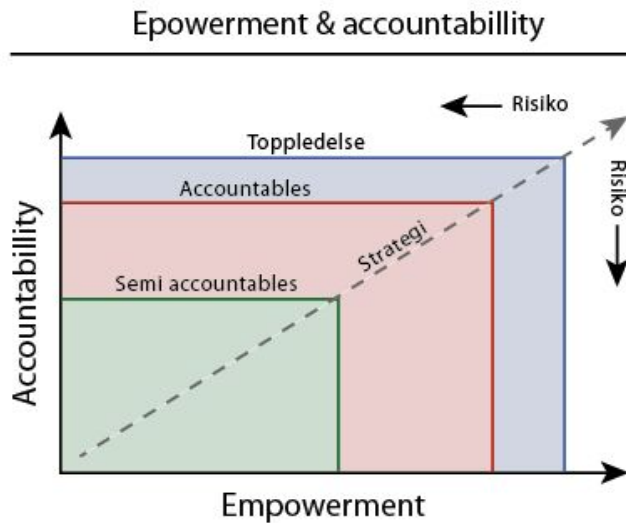 Epowerment & accountabillity
Risiko
Toppledelse
Risiko
Accountables
Strategi
Semi accountables
Accountabillity
Empowerment